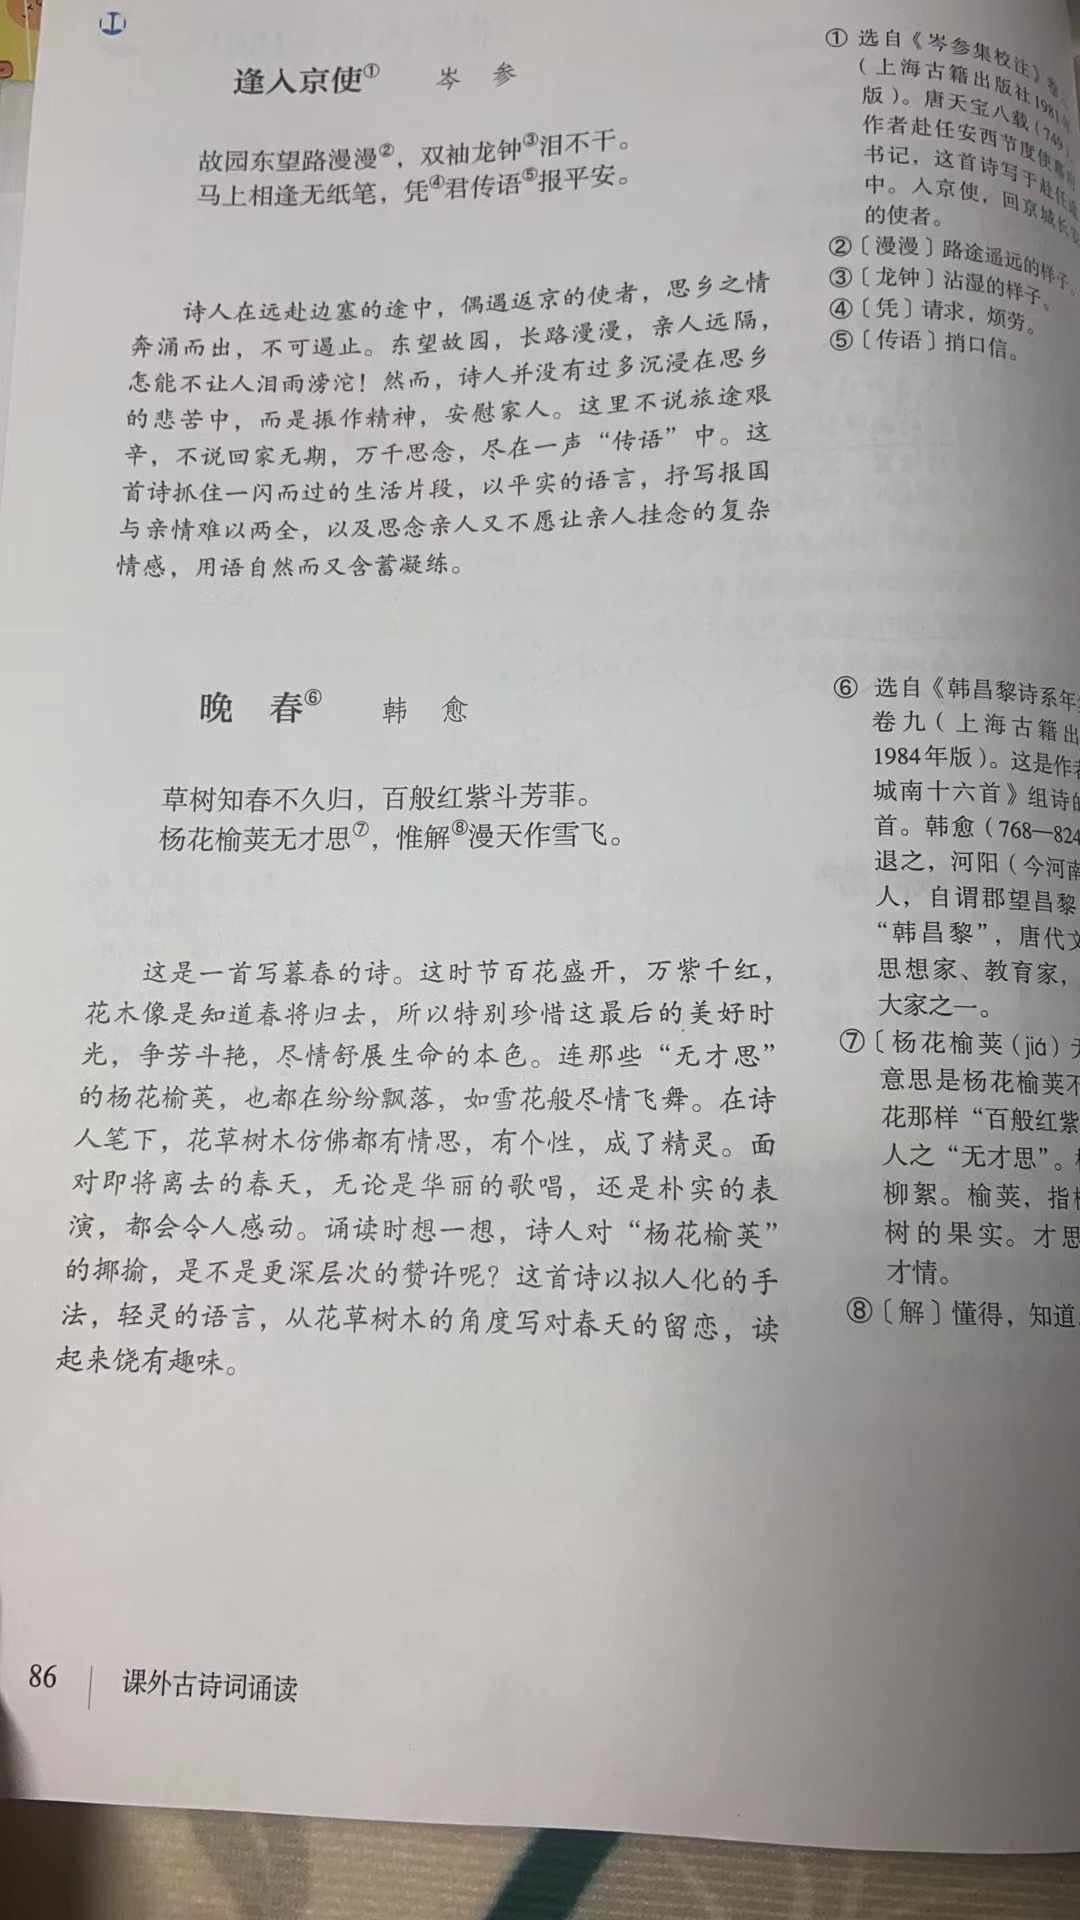 逢入京使① 岑 参
故园东望路漫漫②，双袖龙钟③泪不干。
马上相逢无纸笔，凭④君传语⑤报平安。
诗人在远赴边塞的途中，偶遇返京的使者，思乡之情
奔涌而出，不可遏止。东望故园，长路漫漫，亲人远隔，
怎能不让人泪雨滂沱！然而，诗人并没有过多沉浸在思乡
的悲苦中，而是振作精神，安慰家人。这里不说旅途艰
辛，不说回家无期，万千思念，尽在一声“传语”中。这
首诗抓住一闪而过的生活片段，以平实的语言，抒写报国
与亲情难以两全，以及思念亲人又不愿让亲人挂念的复杂
情感，用语自然而又含蓄凝练。
① 选自《岑参集校注》卷
（上海古籍出版社1981年
版）。唐天宝八载（749），
作者赴任安西节度使幕府
书记，这首诗写于赴任途
中。入京使，回京城长安
的使者。
②〔漫漫〕路途遥远的样子。
③〔龙钟〕沾湿的样子。
④〔凭〕请求，烦劳。
⑤〔传语〕捎口信。
晚 春⑥ 韩 愈
草树知春不久归，百般红紫斗芳菲。
杨花榆荚无才思⑦，惟解⑧漫天作雪飞。
这是一首写暮春的诗。这时节百花盛开，万紫千红，
花木像是知道春将归去，所以特别珍惜这最后的美好时
光，争芳斗艳，尽情舒展生命的本色。连那些“无才思”
的杨花榆荚，也都在纷纷飘落，如雪花般尽情飞舞。在诗
人笔下，花草树木仿佛都有情思，有个性，成了精灵。面
对即将离去的春天，无论是华丽的歌唱，还是朴实的表
演，都会令人感动。诵读时想一想，诗人对“杨花榆荚”
的揶揄，是不是更深层次的赞许呢？这首诗以拟人化的手
法，轻灵的语言，从花草树木的角度写对春天的留恋，读
起来饶有趣味。
⑥ 选自《韩昌黎诗系年
卷九（上海古籍出
1984年版）。这是作者
城南十六首》组诗的
首。韩愈（768—824
退之，河阳（今河南
人，自谓郡望昌黎
“韩昌黎”，唐代文
思想家、教育家，
大家之一。
⑦〔杨花榆荚（jiá）无
意思是杨花榆荚不
花那样“百般红紫
人之“无才思”。
柳絮。榆荚，指榆
树的果实。才思
才情。
⑧〔解〕懂得，知道。
86 课外古诗词诵读